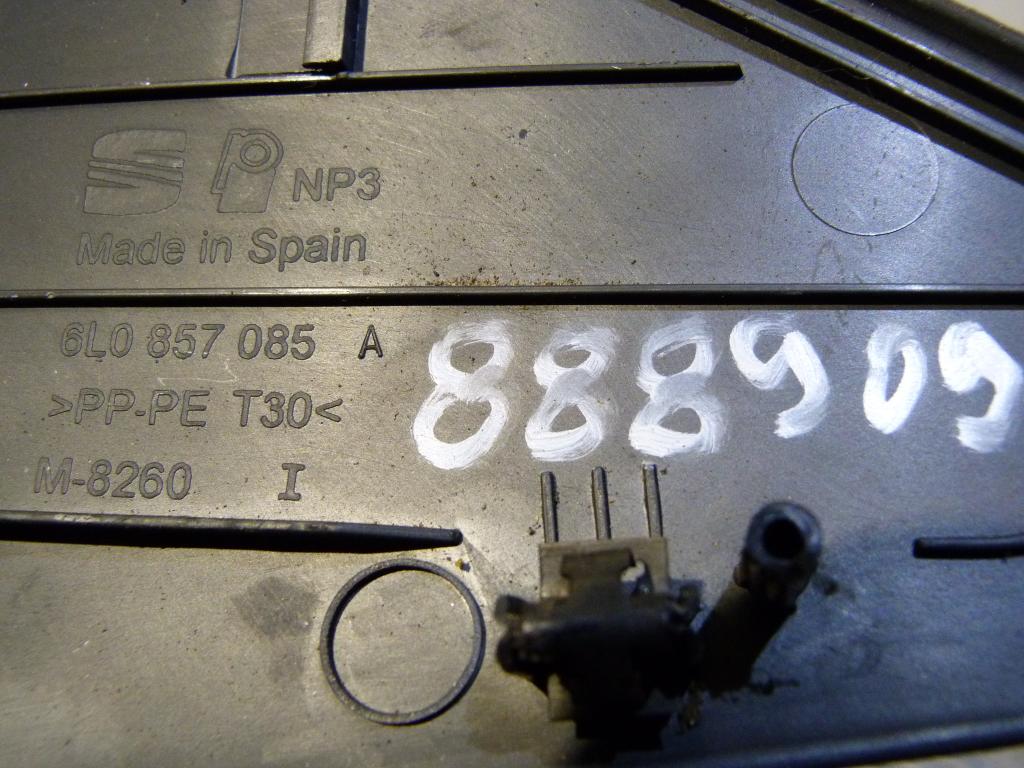 NP3
Made in Spain
6L0 857 085 A
888909
>PP-PE T30<
M-8260 I